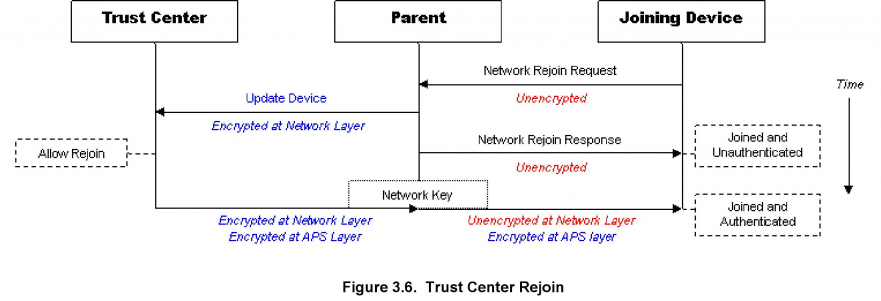 Trust Center
Parent
Joining Device
Network Rejoin Request
Time
Update Device
Unencrypted
Encrypted at Network Layer
Network Rejoin Response
Joined and
Unauthenticated
Allow Rejoin
Unencrypted
Network Key
Joined and
Authenticated
Encrypted at Network Layer
Unencrypted at Network Layer
Encrypted at APS Layer
Encrypted at APS layer
Figure 3.6. Trust Center Rejoin